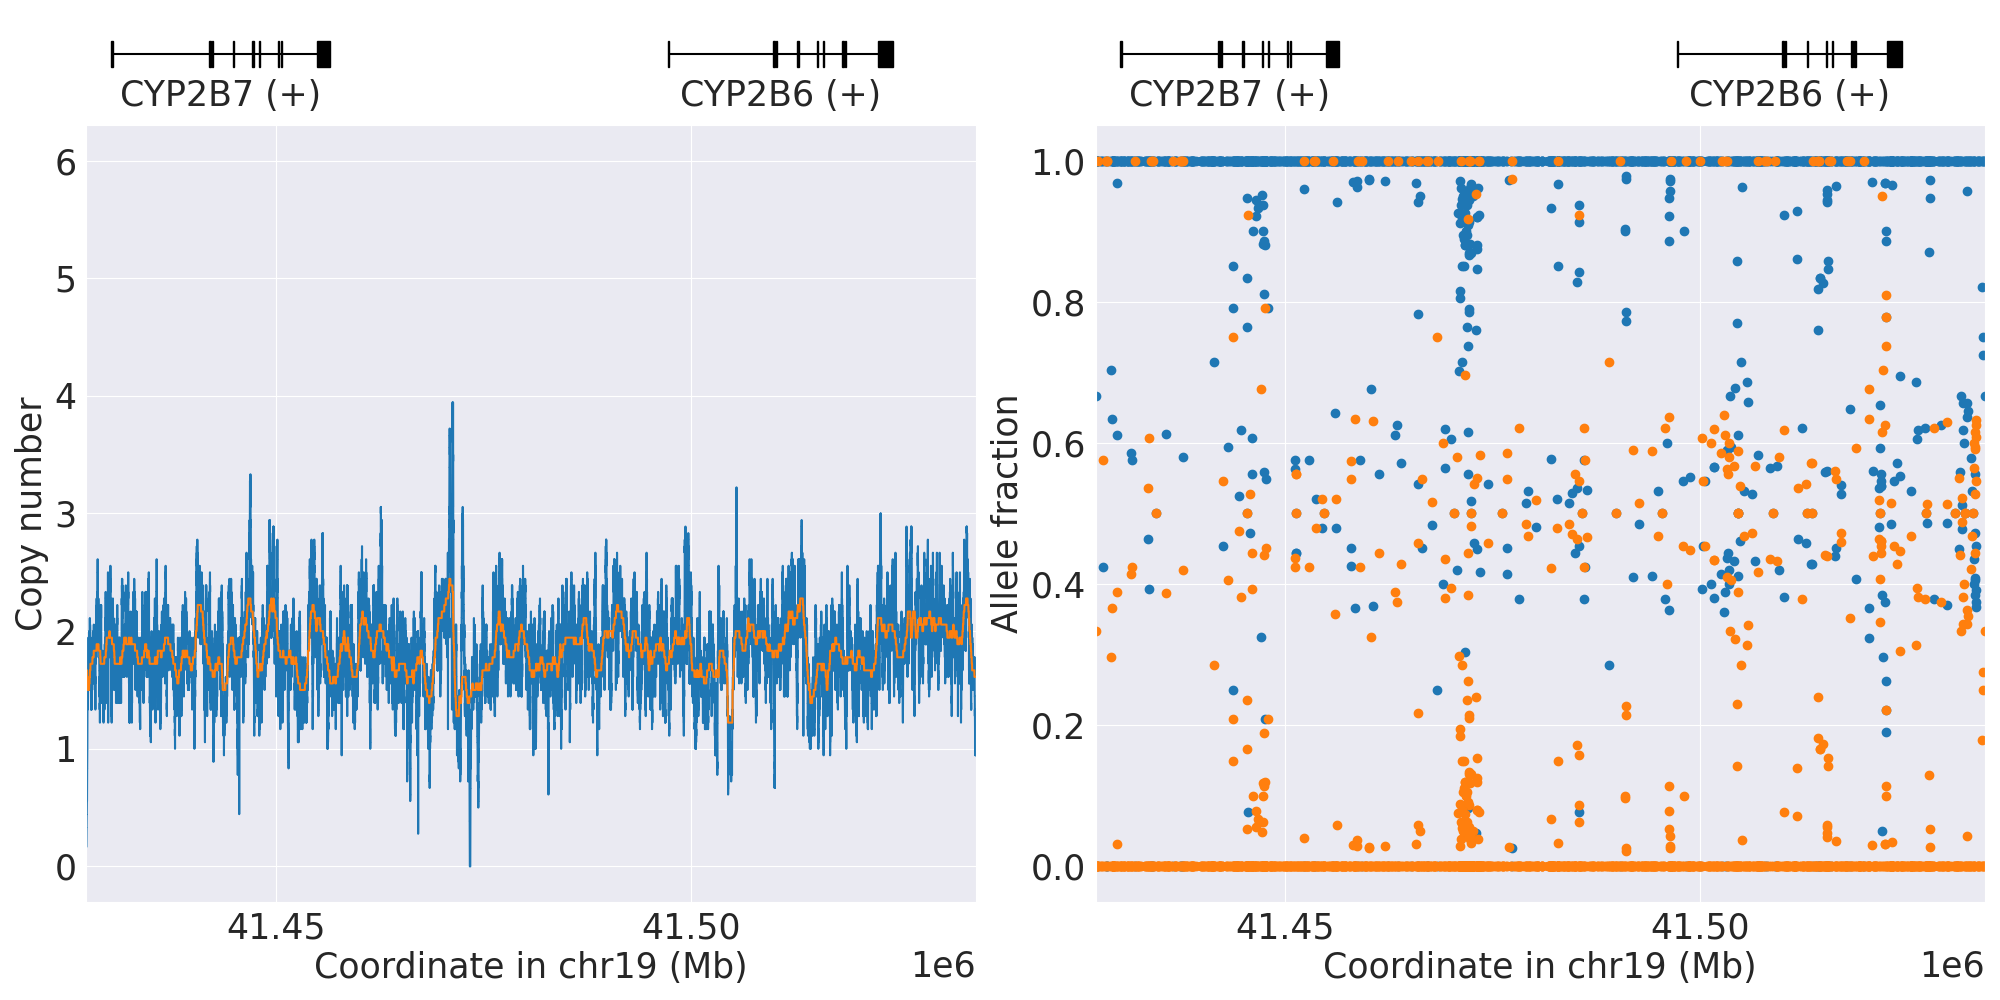 CYP2B7 (+)
CYP2B6 (+)
CYP2B7 (+)
CYP2B6 (+)
6
5
4
3
2
1
0
Copy number
41.45
41.50
Coordinate in chr19 (Mb)
1e6
1.0
0.8
0.6
0.4
0.2
0.0
Allele fraction
41.45
41.50
Coordinate in chr19 (Mb)
1e6